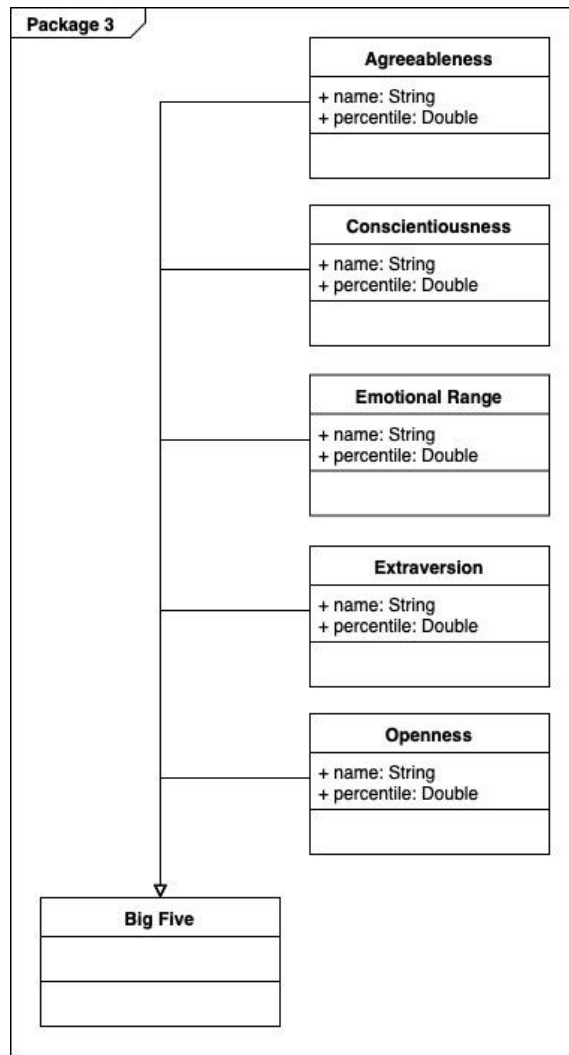 Package 3
Agreeableness
+ name: String
+ percentile: Double
Conscientiousness
+ name: String
+ percentile: Double
Emotional Range
+ name: String
+ percentile: Double
Extraversion
+ name: String
+ percentile: Double
Openness
+ name: String
+ percentile: Double
Big Five